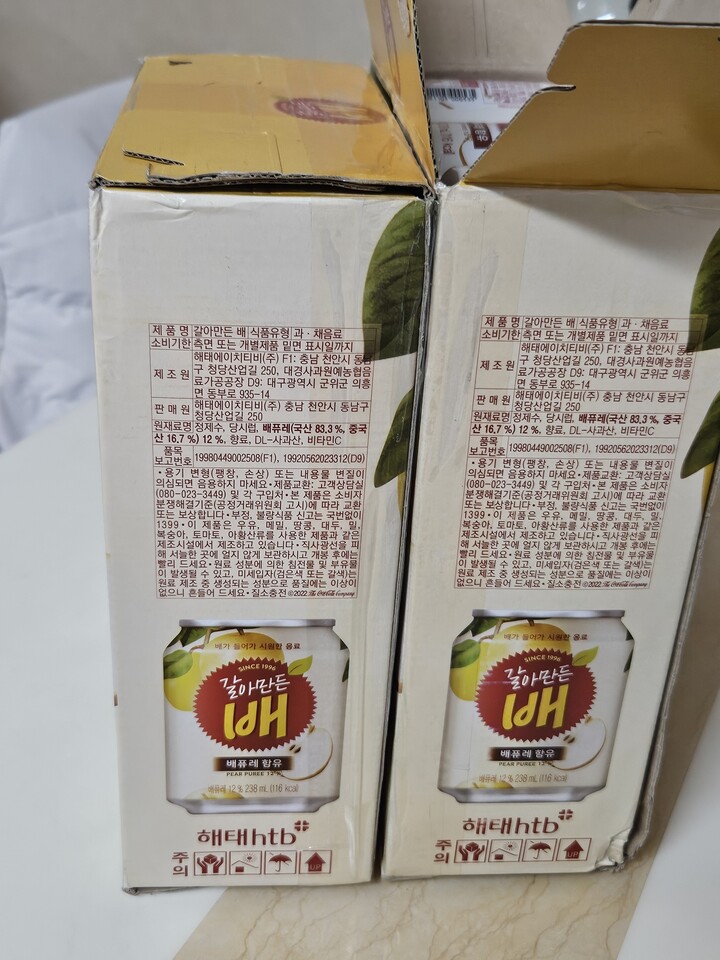 배
제 품 명 갈아만든 배 식품유형 과·채음료
소비기한 측면 또는 개별제품 밑면 표시일까지
제 조 원 해태에이치티비(주) F1: 충남 천안시 동남
구 청당산업길 250, 대경사과원예농협음
료가공공장 D9: 대구광역시 군위군 의흥
면 동부로 935-14
판 매 원 해태에이치티비(주) 충남 천안시 동남구
청당산업길 250
원재료명 정제수, 당시럽, 배퓨레(국산 83.3 %, 중국
산 16.7 %) 12 %, 향료, DL-사과산, 비타민C
품목
보고번호 19980449002508(F1), 19920562023312(D9)
•용기 변형(팽창, 손상) 또는 내용물 변질이
의심되면 음용하지 마세요•제품교환: 고객상담실
(080-023-3449) 및 각 구입처•본 제품은 소비자
분쟁해결기준(공정거래위원회 고시)에 따라 교환
또는 보상합니다•부정, 불량식품 신고는 국번없이
1399•이 제품은 우유, 메밀, 땅콩, 대두, 밀,
복숭아, 토마토, 아황산류를 사용한 제품과 같은
제조시설에서 제조하고 있습니다•직사광선을 피
해 서늘한 곳에 얼지 않게 보관하시고 개봉 후에는
빨리 드세요•원료 성분에 의한 침전물 및 부유물
이 발생될 수 있고, 미세입자(검은색 또는 갈색)는
원료 제조 중 생성되는 성분으로 품질에는 이상이
없으니 흔들어 드세요•질소충전 ©2022 The Coca-Cola Company
배가 들어가 시원한 음료
SINCE 1996
갈아만든
배
배퓨레 함유
PEAR PUREE 12%
배퓨레 12 % 238 mL (116 kcal)
해태htb
주의
UP
제 품 명 갈아만든 배 식품유형 과·채음료
소비기한 측면 또는 개별제품 밑면 표시일까지
제 조 원 해태에이치티비(주) F1: 충남 천안시 동남
구 청당산업길 250, 대경사과원예농협음
료가공공장 D9: 대구광역시 군위군 의흥
면 동부로 935-14
판 매 원 해태에이치티비(주) 충남 천안시 동남구
청당산업길 250
원재료명 정제수, 당시럽, 배퓨레(국산 83.3 %, 중국
산 16.7 %) 12 %, 향료, DL-사과산, 비타민C
품목
보고번호 19980449002508(F1), 19920562023312(D9)
•용기 변형(팽창, 손상) 또는 내용물 변질이
의심되면 음용하지 마세요•제품교환: 고객상담실
(080-023-3449) 및 각 구입처•본 제품은 소비자
분쟁해결기준(공정거래위원회 고시)에 따라 교환
또는 보상합니다•부정, 불량식품 신고는 국번없이
1399•이 제품은 우유, 메밀, 땅콩, 대두, 밀,
복숭아, 토마토, 아황산류를 사용한 제품과 같은
제조시설에서 제조하고 있습니다•직사광선을 피
해 서늘한 곳에 얼지 않게 보관하시고 개봉 후에는
빨리 드세요•원료 성분에 의한 침전물 및 부유물
이 발생될 수 있고, 미세입자(검은색 또는 갈색)는
원료 제조 중 생성되는 성분으로 품질에는 이상이
없으니 흔들어 드세요•질소충전 ©2022 The Coca-Cola Company
배가 들어가 시원한 음료
SINCE 1996
갈아만든
배
배퓨레 함유
PEAR PUREE 12%
배퓨레 12 % 238 mL (116 kcal)
해태htb
주의
UP